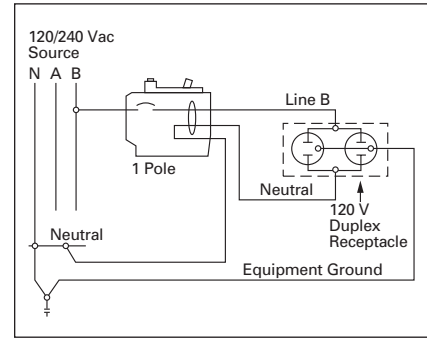 120/240 Vac
Source
N A B
Line B
1 Pole
Neutral
120 V
Duplex
Receptacle
Neutral
Equipment Ground